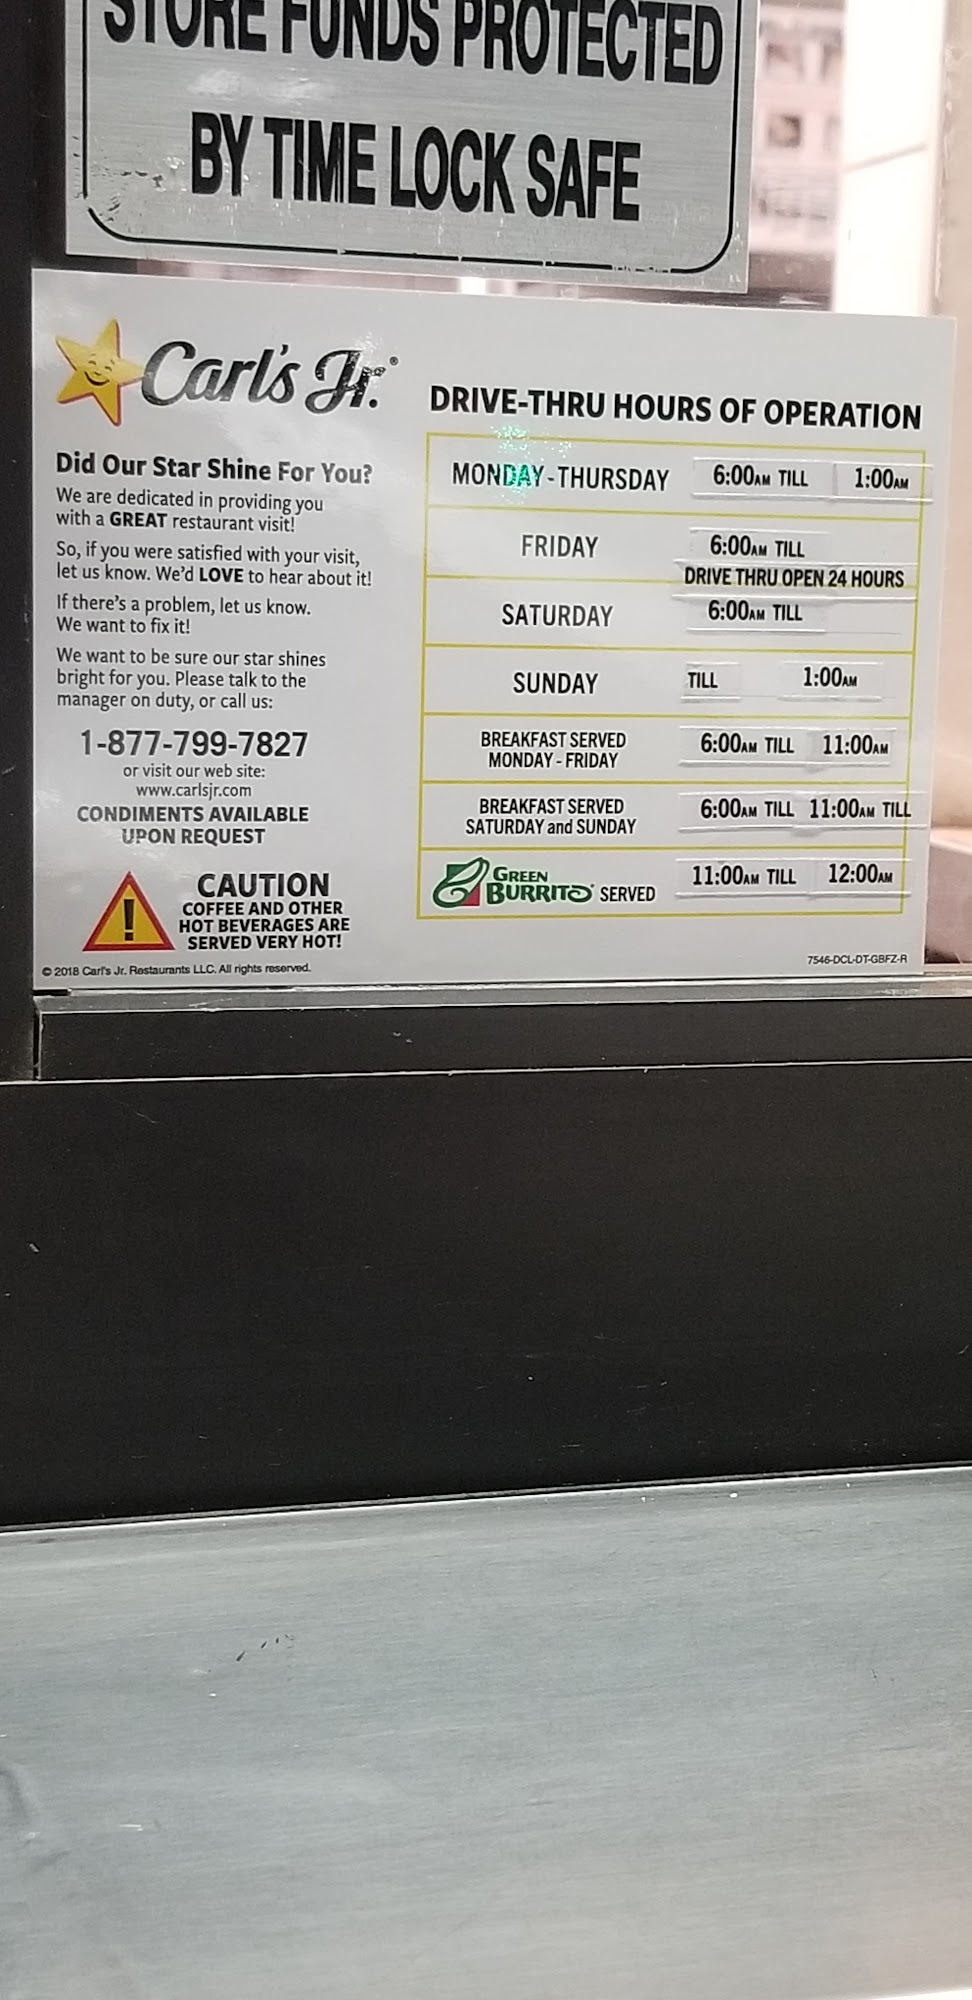 STORE FUNDS PROTECTED
BY TIME LOCK SAFE
Carl's Jr.®
Did Our Star Shine For You?
We are dedicated in providing you
with a GREAT restaurant visit!
So, if you were satisfied with your visit,
let us know. We'd LOVE to hear about it!
If there's a problem, let us know.
We want to fix it!
We want to be sure our star shines
bright for you. Please talk to the
manager on duty, or call us:
1-877-799-7827
or visit our web site:
www.carlsjr.com
CONDIMENTS AVAILABLE
UPON REQUEST
CAUTION
COFFEE AND OTHER
HOT BEVERAGES ARE
SERVED VERY HOT!
© 2018 Carl's Jr. Restaurants LLC. All rights reserved.
DRIVE-THRU HOURS OF OPERATION
MONDAY-THURSDAY 6:00AM TILL 1:00AM
FRIDAY 6:00AM TILL
DRIVE THRU OPEN 24 HOURS
SATURDAY 6:00AM TILL
SUNDAY TILL 1:00AM
BREAKFAST SERVED
MONDAY - FRIDAY 6:00AM TILL 11:00AM
BREAKFAST SERVED
SATURDAY and SUNDAY 6:00AM TILL 11:00AM TILL
GREEN
BURRITO® SERVED 11:00AM TILL 12:00AM
7546-DCL-DT-GBFZ-R